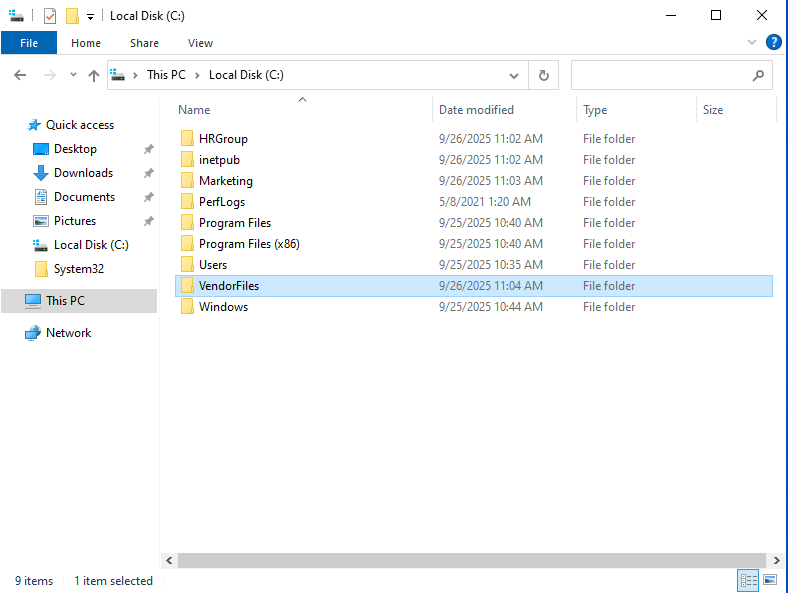 Local Disk (C:)
File Home Share View ?
This PC Local Disk (C:)
Quick access
Desktop
Downloads
Documents
Pictures
Local Disk (C:)
System32
This PC
Network
Name Date modified Type Size
HRGroup 9/26/2025 11:02 AM File folder
inetpub 9/26/2025 11:02 AM File folder
Marketing 9/26/2025 11:03 AM File folder
PerfLogs 5/8/2021 1:20 AM File folder
Program Files 9/25/2025 10:40 AM File folder
Program Files (x86) 9/25/2025 10:40 AM File folder
Users 9/25/2025 10:35 AM File folder
VendorFiles 9/26/2025 11:04 AM File folder
Windows 9/25/2025 10:44 AM File folder
9 items 1 item selected